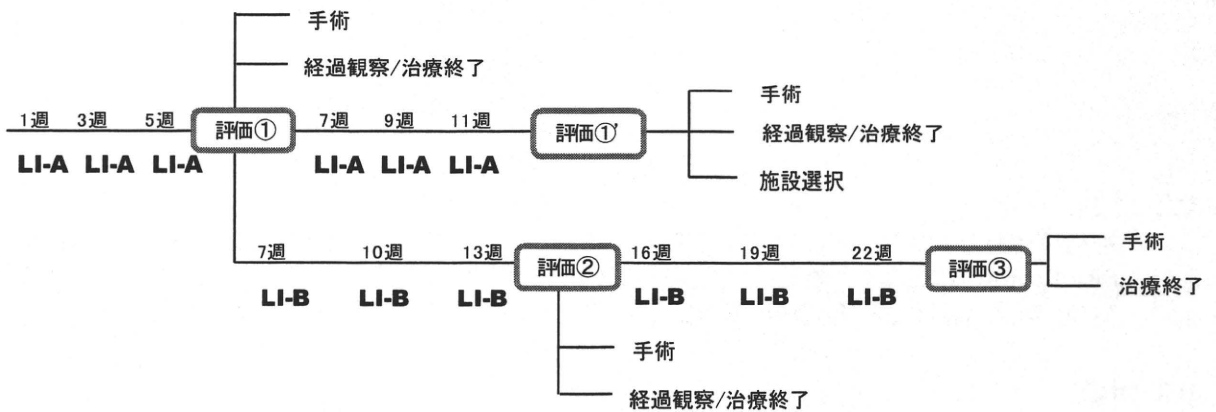 手術
経過観察/治療終了
1週 3週 5週 評価① 7週 9週 11週 評価①'
LI-A LI-A LI-A LI-A LI-A LI-A
手術
経過観察/治療終了
施設選択
7週 10週 13週 評価② 16週 19週 22週 評価③
LI-B LI-B LI-B LI-B LI-B LI-B
手術
治療終了
手術
経過観察/治療終了